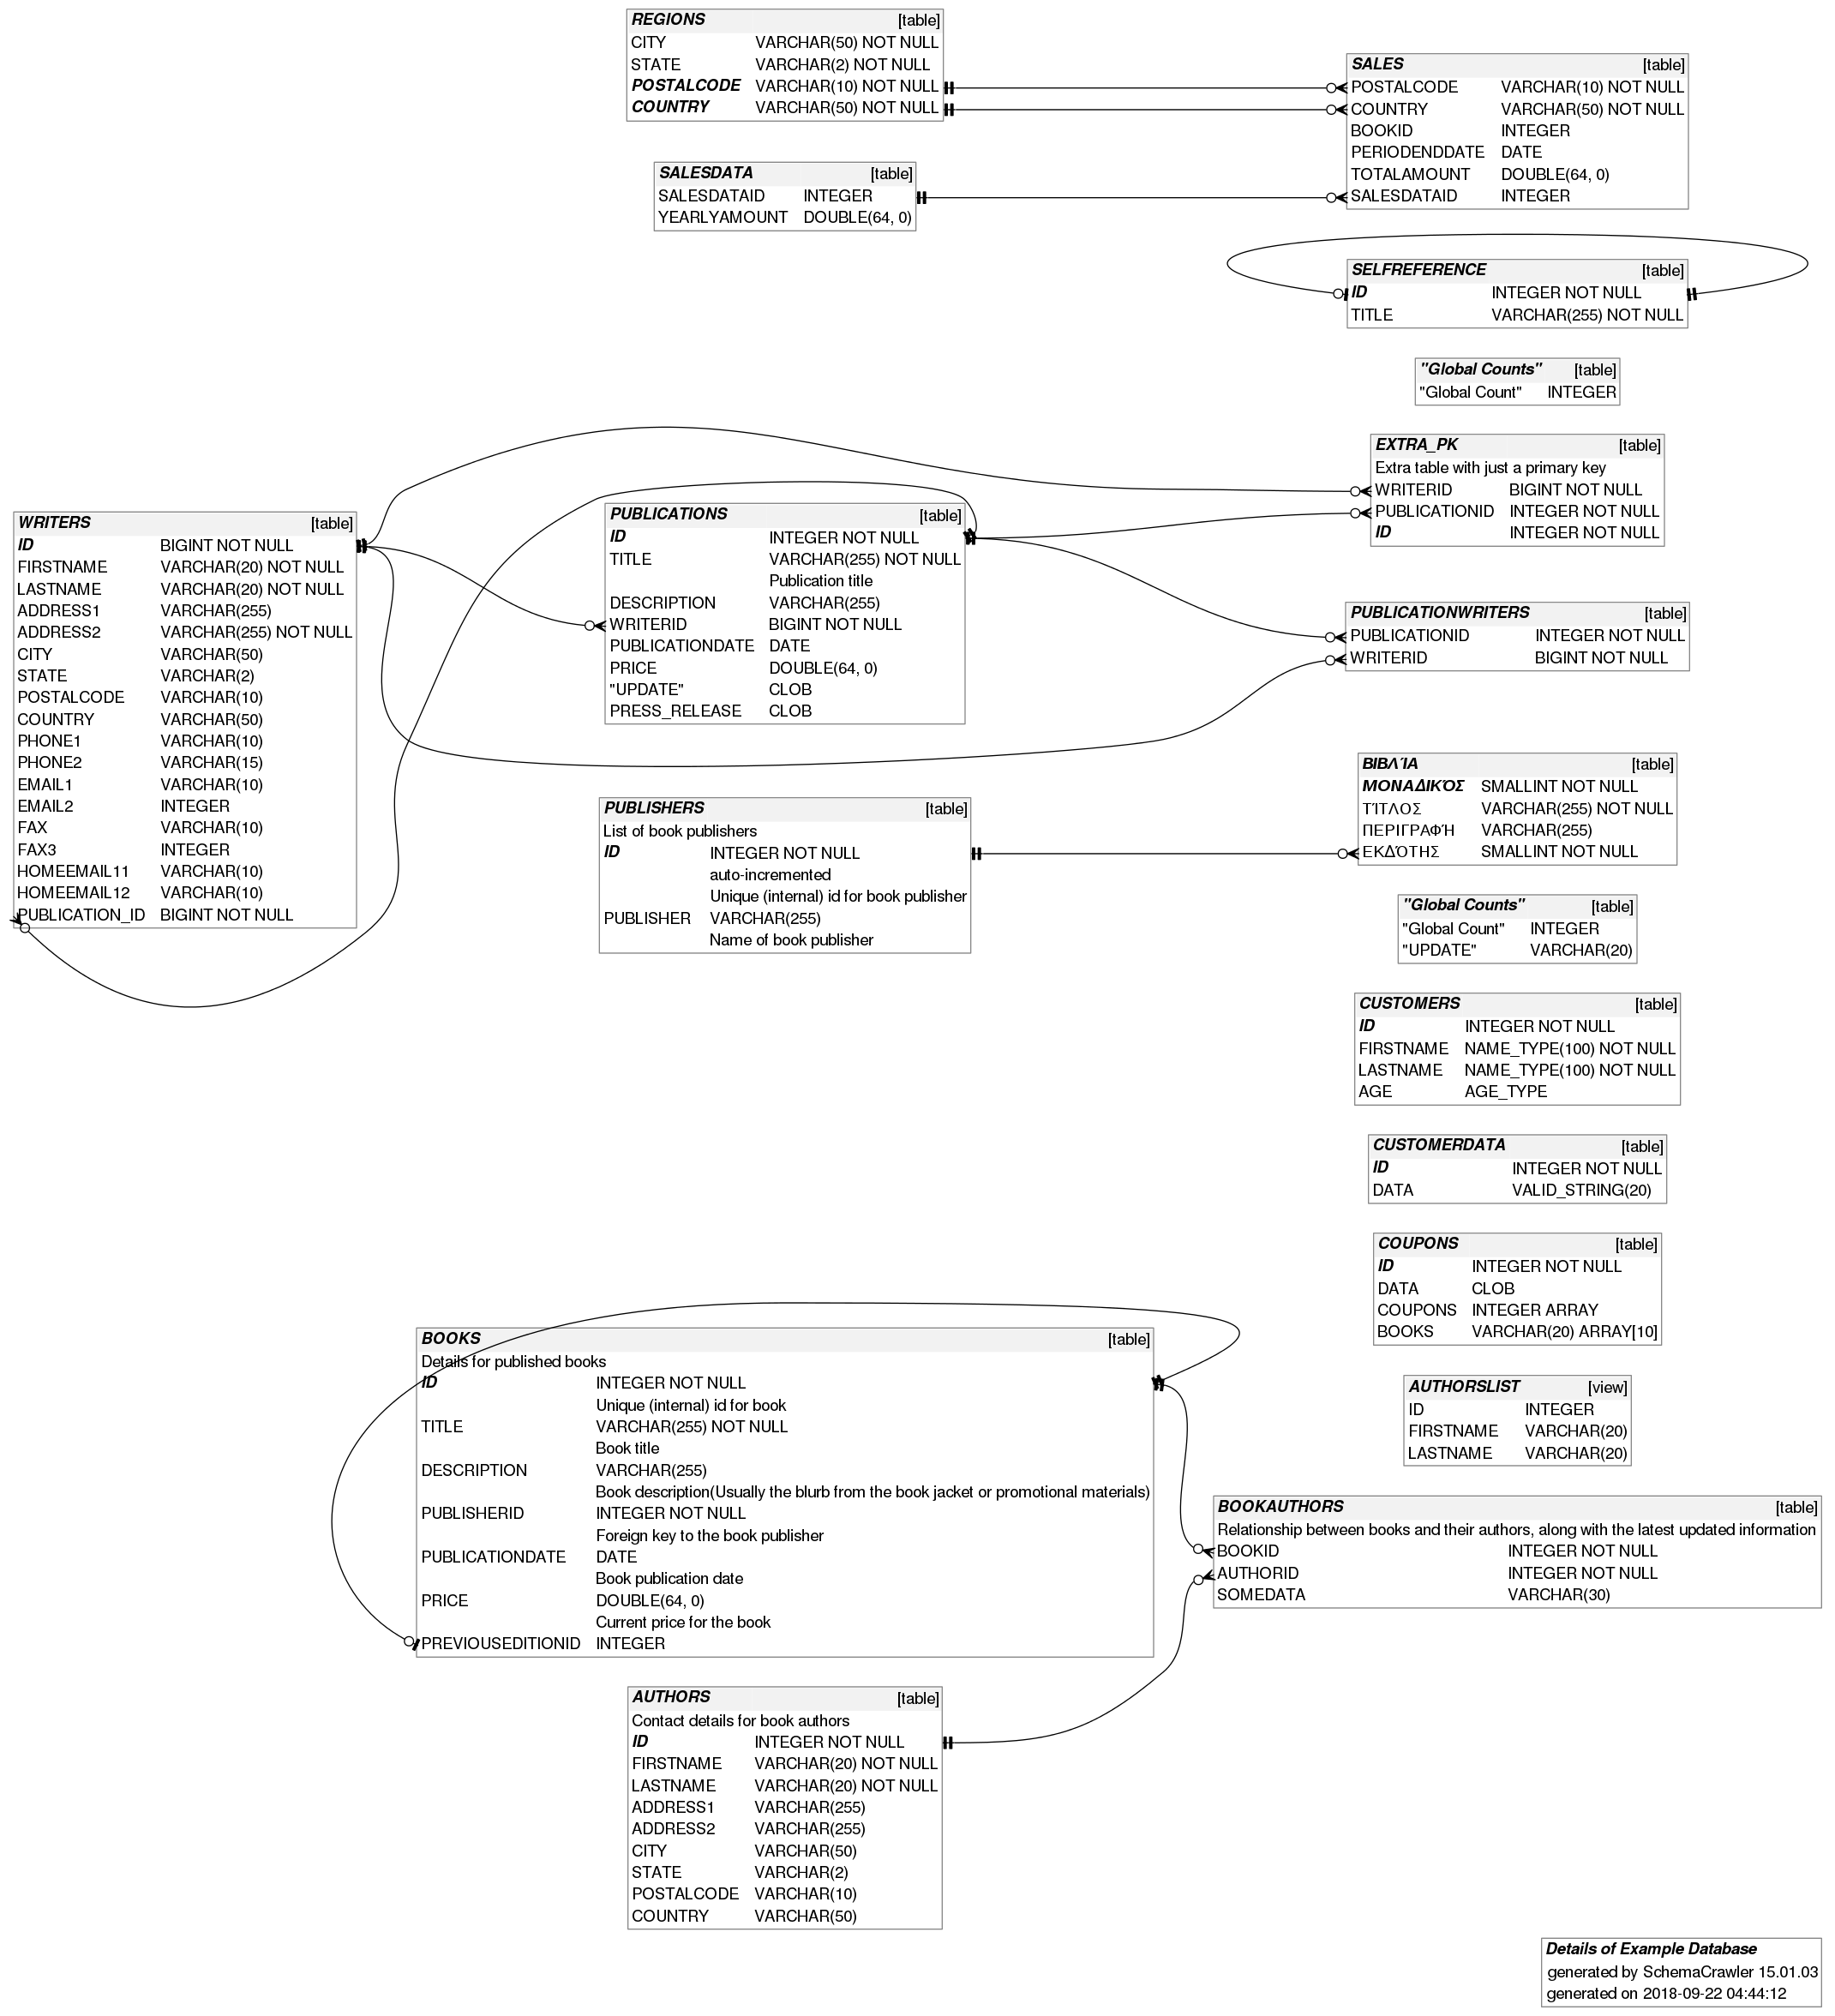 REGIONS [table]
CITY VARCHAR(50) NOT NULL
STATE VARCHAR(2) NOT NULL
POSTALCODE VARCHAR(10) NOT NULL
COUNTRY VARCHAR(50) NOT NULL
SALES [table]
POSTALCODE VARCHAR(10) NOT NULL
COUNTRY VARCHAR(50) NOT NULL
BOOKID INTEGER
PERIODENDDATE DATE
TOTALAMOUNT DOUBLE(64, 0)
SALESDATAID INTEGER
SALESDATA [table]
SALESDATAID INTEGER
YEARLYAMOUNT DOUBLE(64, 0)
SELFREFERENCE [table]
ID INTEGER NOT NULL
TITLE VARCHAR(255) NOT NULL
"Global Counts" [table]
"Global Count" INTEGER
EXTRA_PK [table]
Extra table with just a primary key
WRITERID BIGINT NOT NULL
PUBLICATIONID INTEGER NOT NULL
ID INTEGER NOT NULL
WRITERS [table]
ID BIGINT NOT NULL
FIRSTNAME VARCHAR(20) NOT NULL
LASTNAME VARCHAR(20) NOT NULL
ADDRESS1 VARCHAR(255)
ADDRESS2 VARCHAR(255) NOT NULL
CITY VARCHAR(50)
STATE VARCHAR(2)
POSTALCODE VARCHAR(10)
COUNTRY VARCHAR(50)
PHONE1 VARCHAR(10)
PHONE2 VARCHAR(15)
EMAIL1 VARCHAR(10)
EMAIL2 INTEGER
FAX VARCHAR(10)
FAX3 INTEGER
HOMEEMAIL11 VARCHAR(10)
HOMEEMAIL12 VARCHAR(10)
PUBLICATION_ID BIGINT NOT NULL
PUBLICATIONS [table]
ID INTEGER NOT NULL
TITLE VARCHAR(255) NOT NULL
Publication title
DESCRIPTION VARCHAR(255)
WRITERID BIGINT NOT NULL
PUBLICATIONDATE DATE
PRICE DOUBLE(64, 0)
"UPDATE" CLOB
PRESS_RELEASE CLOB
PUBLICATIONWRITERS [table]
PUBLICATIONID INTEGER NOT NULL
WRITERID BIGINT NOT NULL
PUBLISHERS [table]
List of book publishers
ID INTEGER NOT NULL
auto-incremented
Unique (internal) id for book publisher
PUBLISHER VARCHAR(255)
Name of book publisher
ΒΙΒΛΊΑ [table]
ΜΟΝΑΔΙΚΌΣ SMALLINT NOT NULL
ΤΊΤΛΟΣ VARCHAR(255) NOT NULL
ΠΕΡΙΓΡΑΦΉ VARCHAR(255)
ΕΚΔΌΤΗΣ SMALLINT NOT NULL
"Global Counts" [table]
"Global Count" INTEGER
"UPDATE" VARCHAR(20)
CUSTOMERS [table]
ID INTEGER NOT NULL
FIRSTNAME NAME_TYPE(100) NOT NULL
LASTNAME NAME_TYPE(100) NOT NULL
AGE AGE_TYPE
CUSTOMERDATA [table]
ID INTEGER NOT NULL
DATA VALID_STRING(20)
COUPONS [table]
ID INTEGER NOT NULL
DATA CLOB
COUPONS INTEGER ARRAY
BOOKS VARCHAR(20) ARRAY[10]
AUTHORSLIST [view]
ID INTEGER
FIRSTNAME VARCHAR(20)
LASTNAME VARCHAR(20)
BOOKS [table]
Details for published books
ID INTEGER NOT NULL
Unique (internal) id for book
TITLE VARCHAR(255) NOT NULL
Book title
DESCRIPTION VARCHAR(255)
Book description(Usually the blurb from the book jacket or promotional materials)
PUBLISHERID INTEGER NOT NULL
Foreign key to the book publisher
PUBLICATIONDATE DATE
Book publication date
PRICE DOUBLE(64, 0)
Current price for the book
PREVIOUSEDITIONID INTEGER
BOOKAUTHORS [table]
Relationship between books and their authors, along with the latest updated information
BOOKID INTEGER NOT NULL
AUTHORID INTEGER NOT NULL
SOMEDATA VARCHAR(30)
AUTHORS [table]
Contact details for book authors
ID INTEGER NOT NULL
FIRSTNAME VARCHAR(20) NOT NULL
LASTNAME VARCHAR(20) NOT NULL
ADDRESS1 VARCHAR(255)
ADDRESS2 VARCHAR(255)
CITY VARCHAR(50)
STATE VARCHAR(2)
POSTALCODE VARCHAR(10)
COUNTRY VARCHAR(50)
Details of Example Database
generated by SchemaCrawler 15.01.03
generated on 2018-09-22 04:44:12